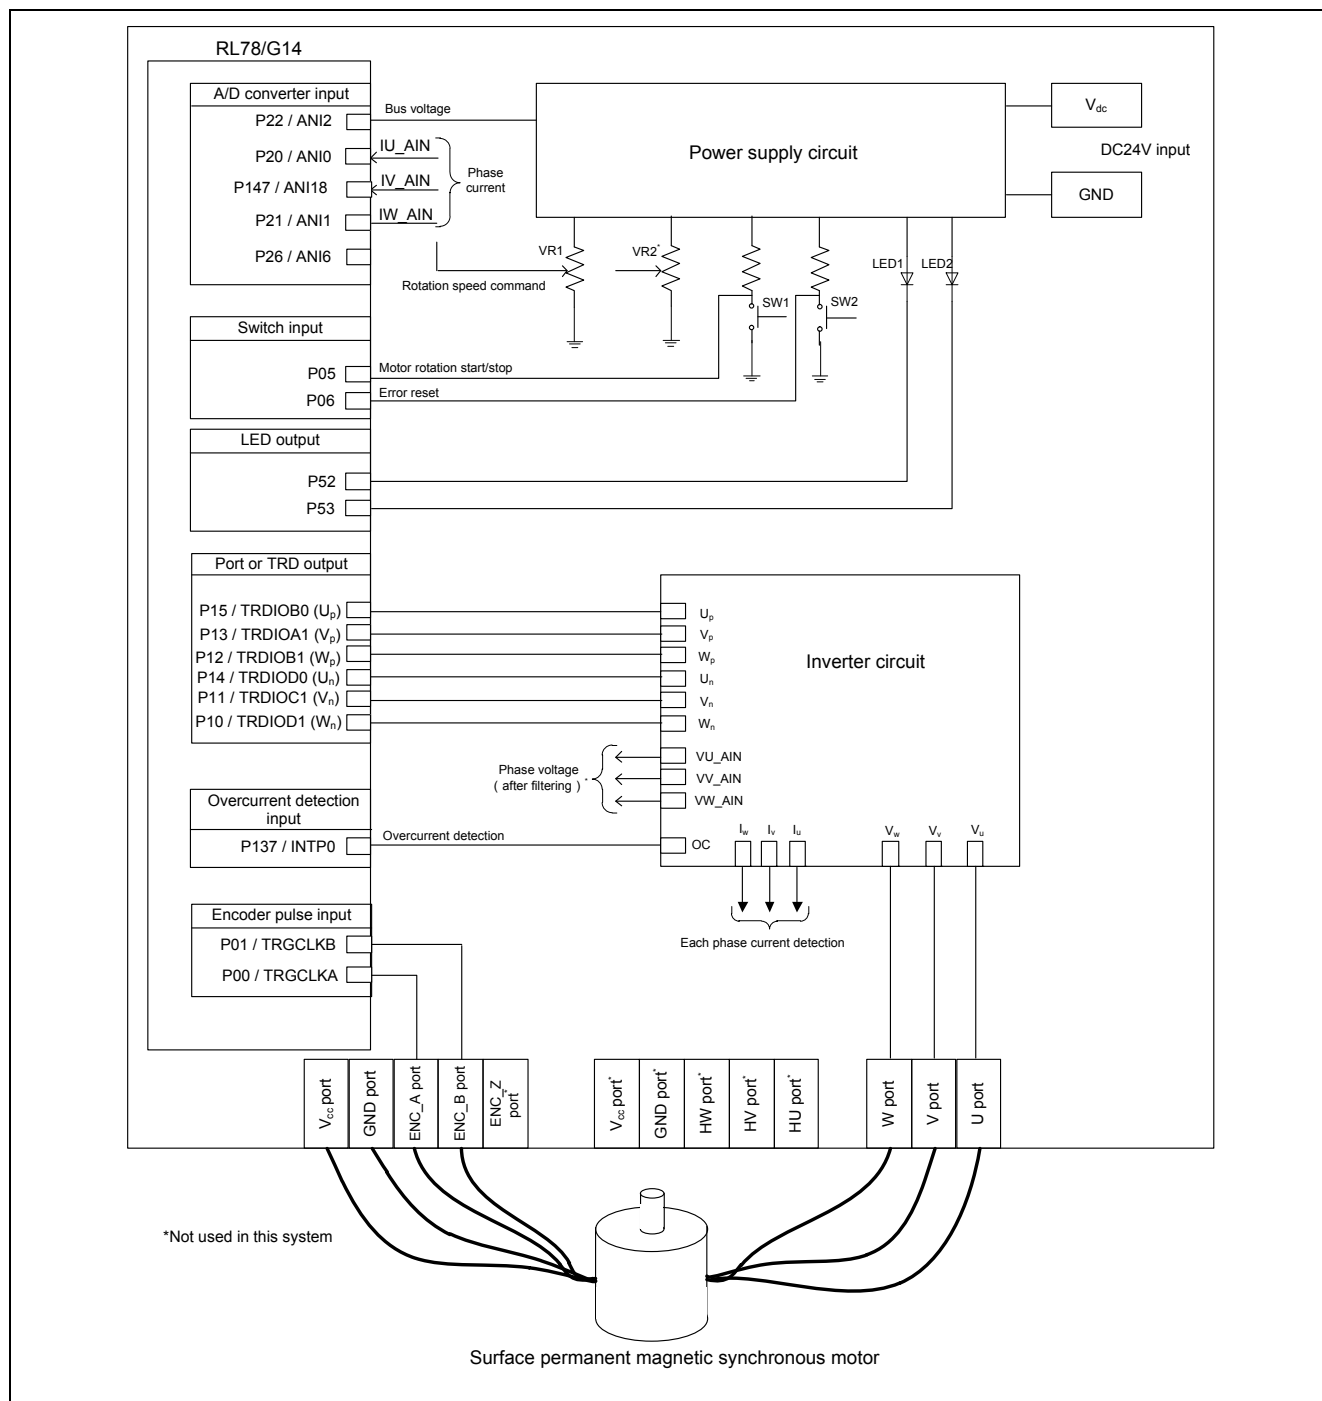 RL78/G14
A/D converter input
P22 / ANI2
P20 / ANI0
P147 / ANI18
P21 / ANI1
P26 / ANI6
Bus voltage
IU_AIN
IV_AIN
IW_AIN
Phase
current
Rotation speed command
Power supply circuit
Vdc
DC24V input
GND
VR1
VR2*
SW1
SW2
LED1
LED2
Switch input
P05
P06
Motor rotation start/stop
Error reset
LED output
P52
P53
Port or TRD output
P15 / TRDIOB0 (Up)
P13 / TRDIOA1 (Vp)
P12 / TRDIOB1 (Wp)
P14 / TRDIOD0 (Un)
P11 / TRDIOC1 (Vn)
P10 / TRDIOD1 (Wn)
Inverter circuit
Up
Vp
Wp
Un
Vn
Wn
VU_AIN
VV_AIN
VW_AIN
OC
Phase voltage
( after filtering ) *
Iw
Iv
Iu
Vw
Vv
Vu
Each phase current detection
Overcurrent detection
input
P137 / INTP0
Overcurrent detection
Encoder pulse input
P01 / TRGCLKB
P00 / TRGCLKA
Vcc port
GND port
ENC_A port
ENC_B port
ENC_Z
port*
Vcc port*
GND port*
HW port*
HV port*
HU port*
W port
V port
U port
*Not used in this system
Surface permanent magnetic synchronous motor